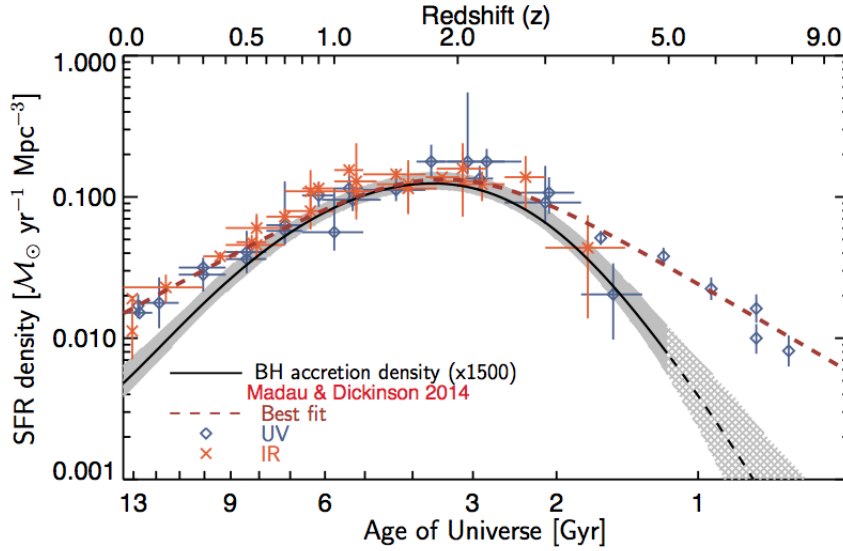 Redshift (z)
0.0 0.5 1.0 2.0 3.0 5.0 9.0
SFR density [M⊙ yr⁻¹ Mpc⁻³]
1.000
0.100
0.010
0.001
BH accretion density (x1500)
Madau & Dickinson 2014
Best fit
UV
IR
13 9 6 3 2 1
Age of Universe [Gyr]